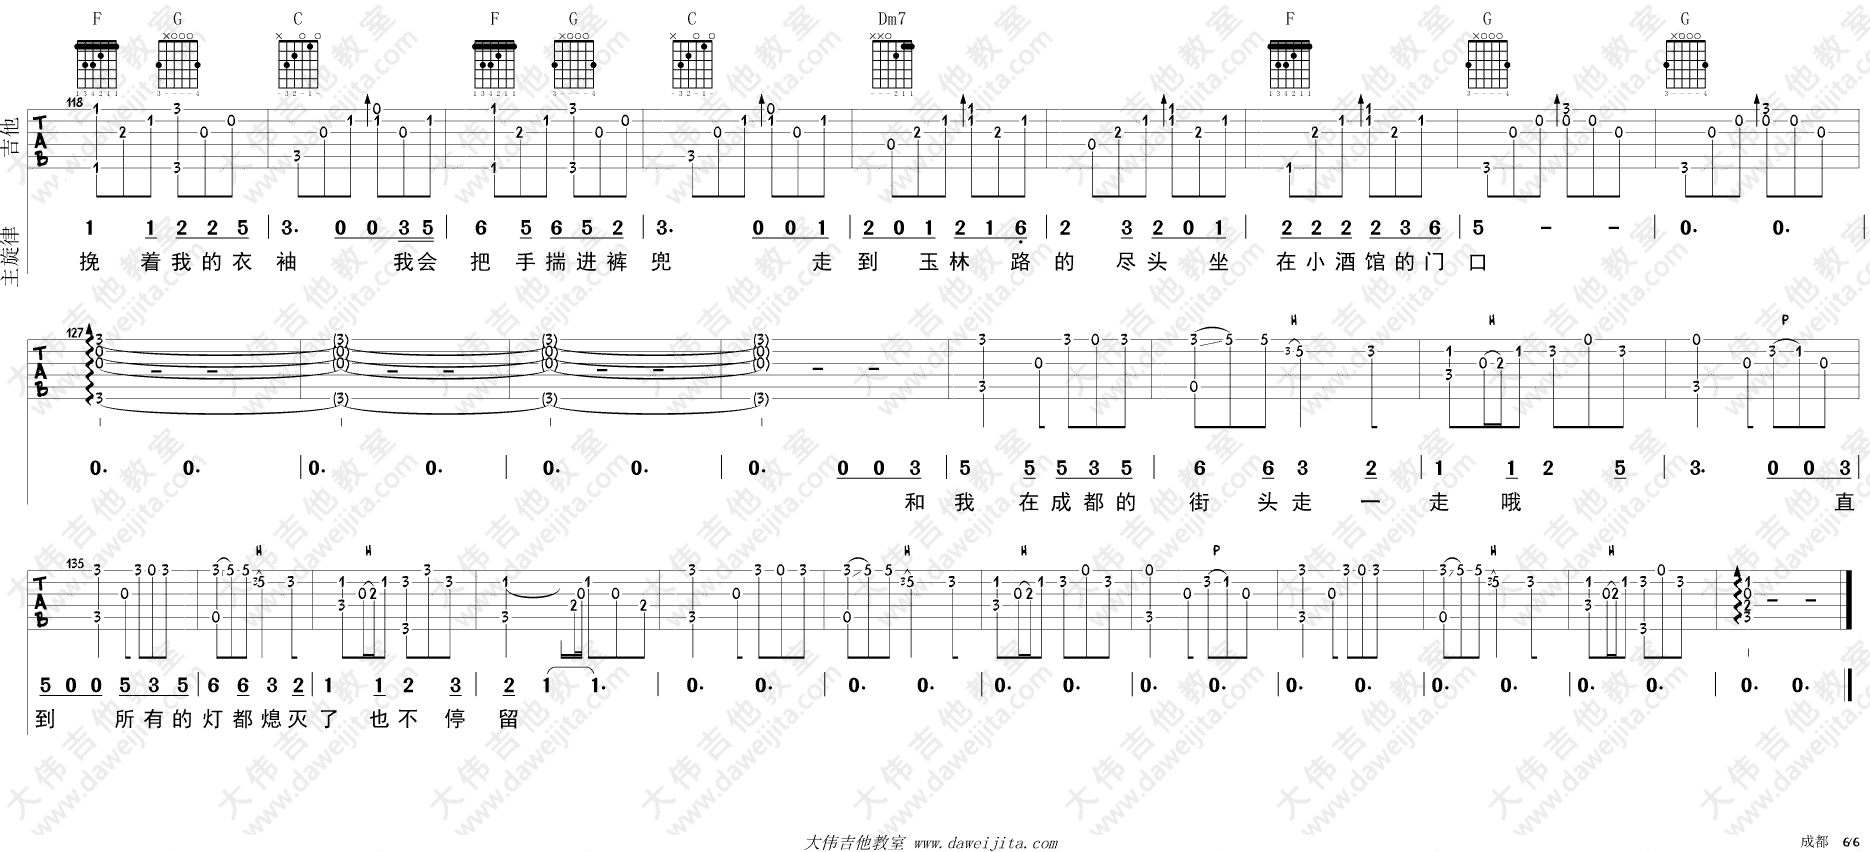 F G C F G C Dm7 F G G
118
吉他 TAB
主旋律 1 1 2 2 5 | 3. 0 0 3 5 | 6 5 6 5 2 | 3. 0 0 1 | 2 0 1 2 1 6 | 2 3 2 0 1 | 2 2 2 2 3 6 | 5 - - | 0. 0. |
挽 着 我 的 衣 袖 我 会 把 手 揣 进 裤 兜 走 到 玉 林 路 的 尽 头 坐 在 小 酒 馆 的 门 口
H H P
127
TAB
0. 0. | 0. 0. | 0. 0. | 0. 0 0 3 | 5 5 5 3 5 | 6 6 3 2 | 1 1 2 5 | 3. 0 0 3 |
和 我 在 成 都 的 街 头 走 一 走 哦 直
H H H H P H H
135
TAB
5 0 0 5 3 5 | 6 6 3 2 | 1 1 2 3 | 2 1 1. | 0. 0. | 0. 0. | 0. 0. | 0. 0. | 0. 0. | 0. 0. | 0. 0. | 0. 0. |
到 所 有 的 灯 都 熄 灭 了 也 不 停 留
大伟吉他教室 www.daweijita.com
成都 6/6